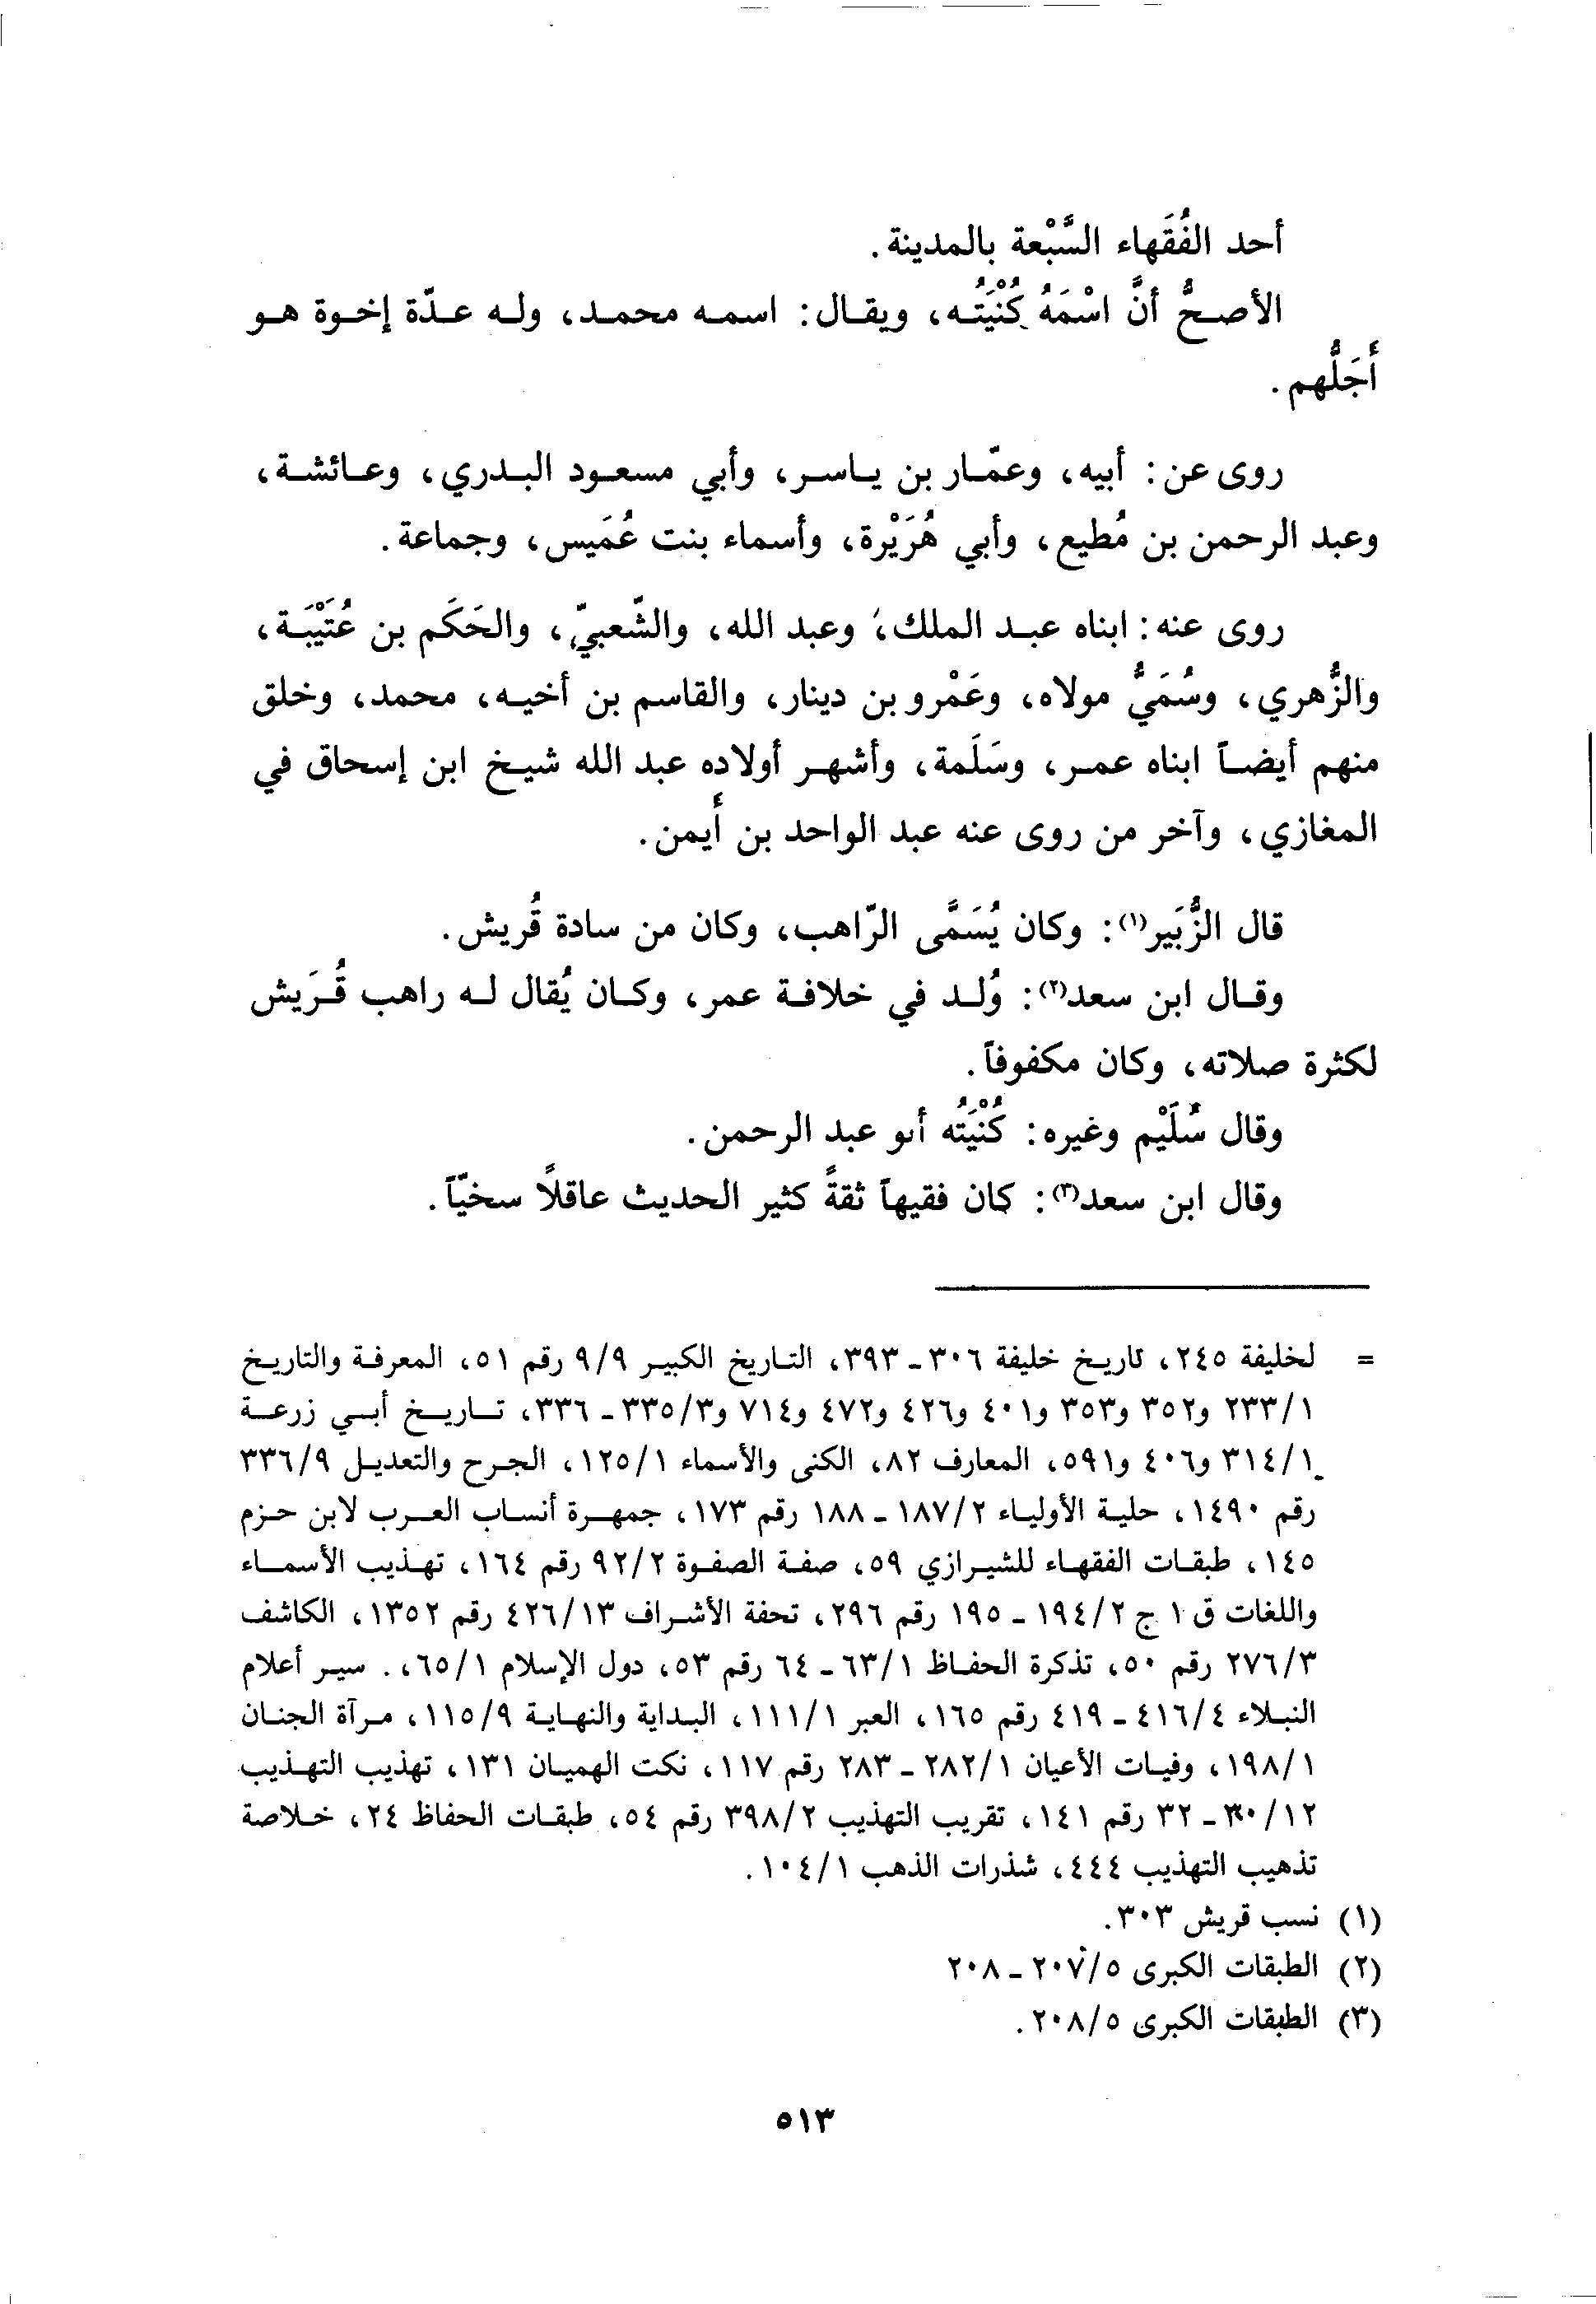 أحد الفُقَهاء السَّبْعة بالمدينة.
الأصحُّ أنَّ اسْمَهُ كُنْيَتُه، ويقال: اسمه محمد، وله عدّة إخوة هو
أَجَلُّهم.
روى عن: أبيه، وعمّار بن ياسر، وأبي مسعود البدري، وعائشة،
وعبد الرحمن بن مُطيع، وأبي هُرَيْرة، وأسماء بنت عُمَيس، وجماعة.
روى عنه: ابناه عبد الملك، وعبد الله، والشّعبيّ، والحَكَم بن عُتَيْبَة،
والزُّهري، وسُمَيُّ مولاه، وعَمْرو بن دينار، والقاسم بن أخيه، محمد، وخلق
منهم أيضاً ابناه عمر، وسَلَمة، وأشهر أولاده عبد الله شيخ ابن إسحاق في
المغازي، وآخر من روى عنه عبد الواحد بن أَيمن.
قال الزُّبَير(١): وكان يُسَمَّى الرّاهب، وكان من سادة قُريش.
وقال ابن سعد(٢): وُلد في خلافة عمر، وكان يُقال له راهب قُرَيش
لكثرة صلاته، وكان مكفوفاً.
وقال سُلَيْم وغيره: كُنْيَتُه أبو عبد الرحمن.
وقال ابن سعد(٣): كان فقيهاً ثقةً كثير الحديث عاقلاً سخيّاً.
= لخليفة ٢٤٥، تاريخ خليفة ٣٠٦ - ٣٩٣، التاريخ الكبير ٩/٩ رقم ٥١، المعرفة والتاريخ
٢٣٣/١ و٣٥٢ و٣٥٣ و٤٠١ و٤٢٦ و٤٧٢ و٧١٤ و٣٣٥/٣ - ٣٣٦، تاريخ أبي زرعة
٣١٤/١ و٤٠٦ و٥٩١، المعارف ٨٢، الكنى والأسماء ١٢٥/١، الجرح والتعديل ٣٣٦/٩
رقم ١٤٩٠، حلية الأولياء ١٨٧/٢ - ١٨٨ رقم ١٧٣، جمهرة أنساب العرب لابن حزم
١٤٥، طبقات الفقهاء للشيرازي ٥٩، صفة الصفوة ٩٢/٢ رقم ١٦٤، تهذيب الأسماء
واللغات ق ١ ج ١٩٤/٢ - ١٩٥ رقم ٢٩٦، تحفة الأشراف ٤٢٦/١٣ رقم ١٣٥٢، الكاشف
٢٧٦/٣ رقم ٥٠، تذكرة الحفاظ ٦٣/١ - ٦٤ رقم ٥٣، دول الإسلام ٦٥/١،. سير أعلام
النبلاء ٤١٦/٤ - ٤١٩ رقم ١٦٥، العبر ١١١/١، البداية والنهاية ١١٥/٩، مرآة الجنان
١٩٨/١، وفيات الأعيان ٢٨٢/١ - ٢٨٣ رقم ١١٧، نكت الهميان ١٣١، تهذيب التهذيب
٣٠/١٢ - ٣٢ رقم ١٤١، تقريب التهذيب ٣٩٨/٢ رقم ٥٤، طبقات الحفاظ ٢٤، خلاصة
تذهيب التهذيب ٤٤٤، شذرات الذهب ١٠٤/١.
(١) نسب قريش ٣٠٣.
(٢) الطبقات الكبرى ٢٠٧/٥ - ٢٠٨
(٣) الطبقات الكبرى ٢٠٨/٥.
٥١٣